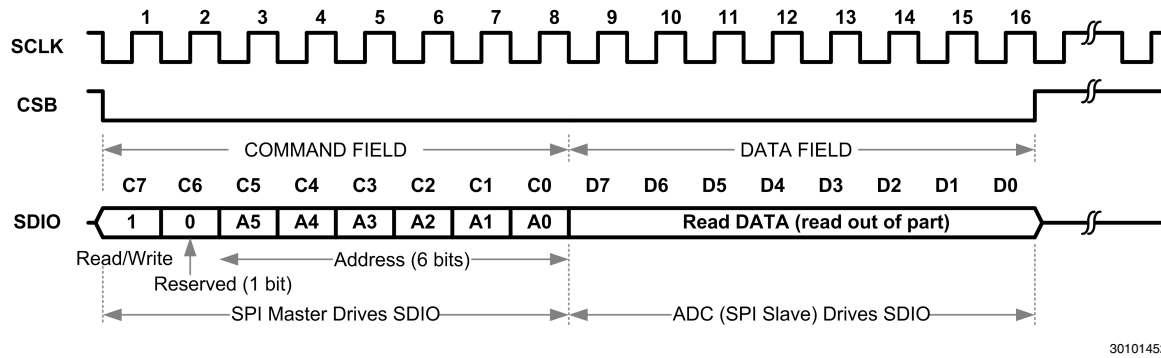 1 2 3 4 5 6 7 8 9 10 11 12 13 14 15 16
SCLK
CSB
COMMAND FIELD DATA FIELD
C7 C6 C5 C4 C3 C2 C1 C0 D7 D6 D5 D4 D3 D2 D1 D0
SDIO 1 0 A5 A4 A3 A2 A1 A0 Read DATA (read out of part)
Read/Write Address (6 bits)
Reserved (1 bit)
SPI Master Drives SDIO ADC (SPI Slave) Drives SDIO